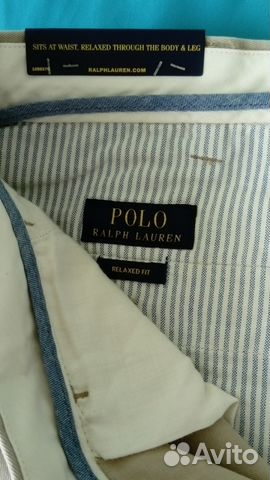 SITS AT WAIST, RELAXED THROUGH THE BODY & LEG
RALPHLAUREN.COM
POLO
RALPH LAUREN
RELAXED FIT
Avito